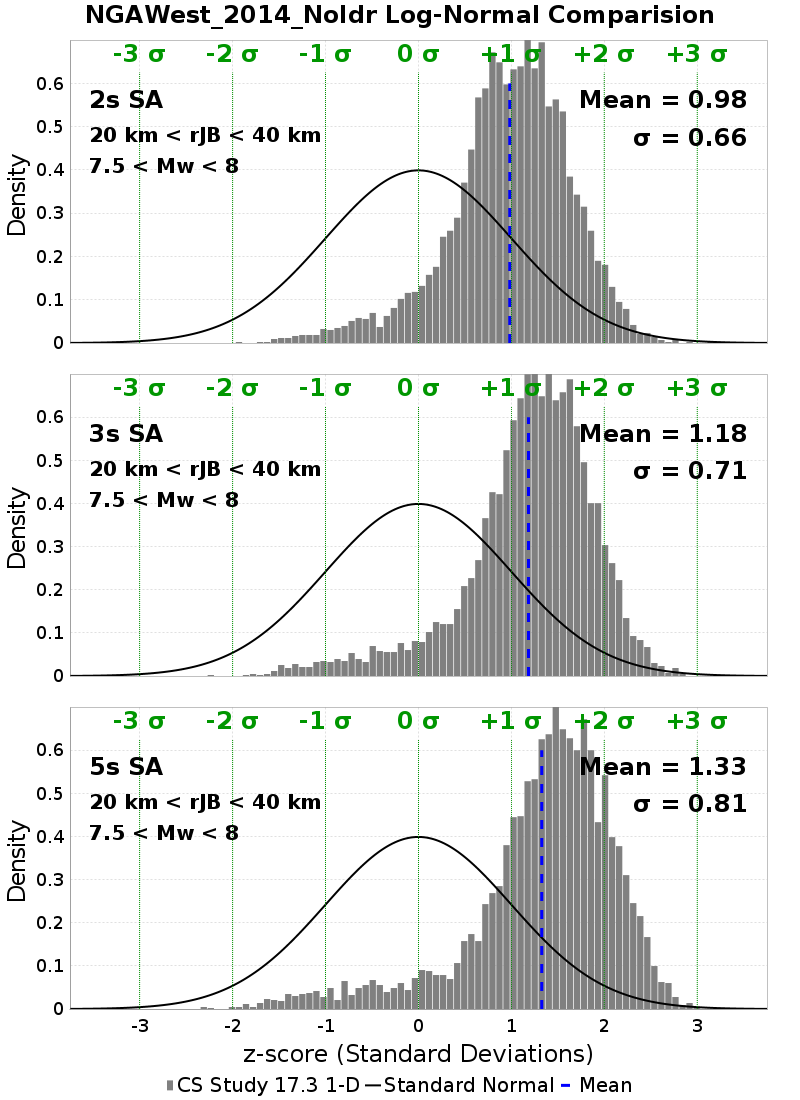 NGAWest_2014_NoIdr Log-Normal Comparision
-3 σ -2 σ -1 σ 0 σ +1 σ +2 σ +3 σ
2s SA
Mean = 0.98
20 km < rJB < 40 km
σ = 0.66
7.5 < Mw < 8
Density
0.6
0.5
0.4
0.3
0.2
0.1
0
-3 σ -2 σ -1 σ 0 σ +1 σ +2 σ +3 σ
3s SA
Mean = 1.18
20 km < rJB < 40 km
σ = 0.71
7.5 < Mw < 8
Density
0.6
0.5
0.4
0.3
0.2
0.1
0
-3 σ -2 σ -1 σ 0 σ +1 σ +2 σ +3 σ
5s SA
Mean = 1.33
20 km < rJB < 40 km
σ = 0.81
7.5 < Mw < 8
Density
0.6
0.5
0.4
0.3
0.2
0.1
0
-3 -2 -1 0 1 2 3
z-score (Standard Deviations)
CS Study 17.3 1-D Standard Normal Mean